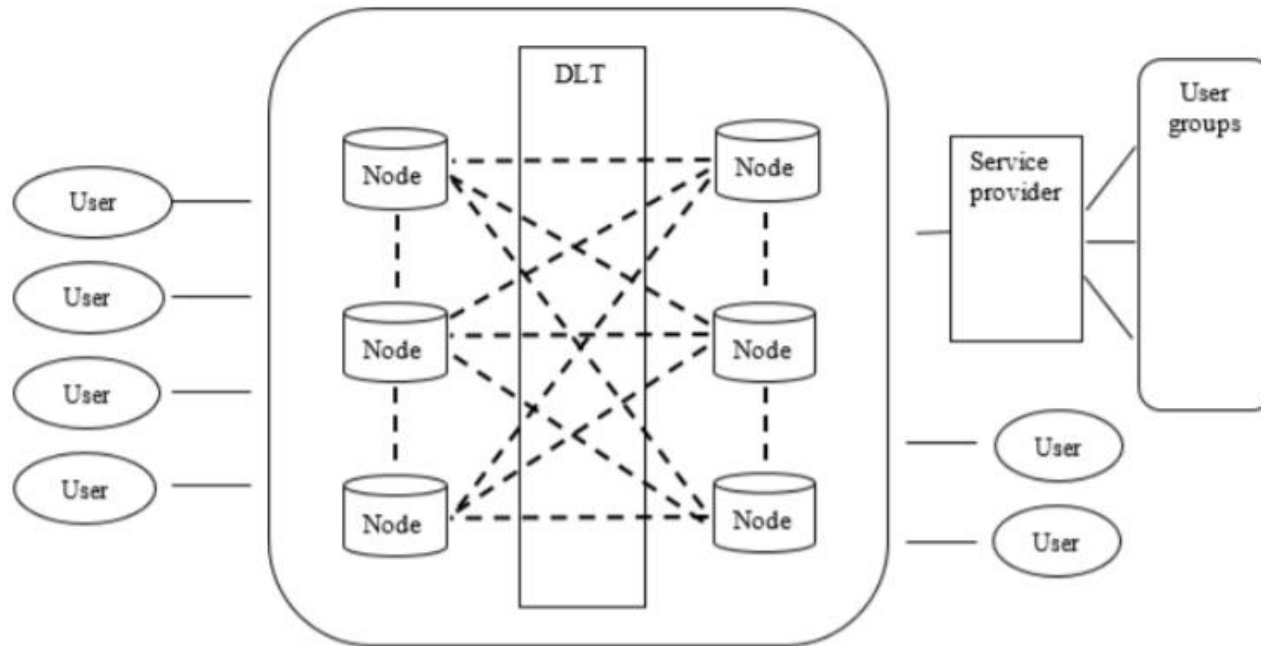 DLT
User
groups
Node
Node
Service
provider
User
User
Node
Node
User
User
User
Node
Node
User